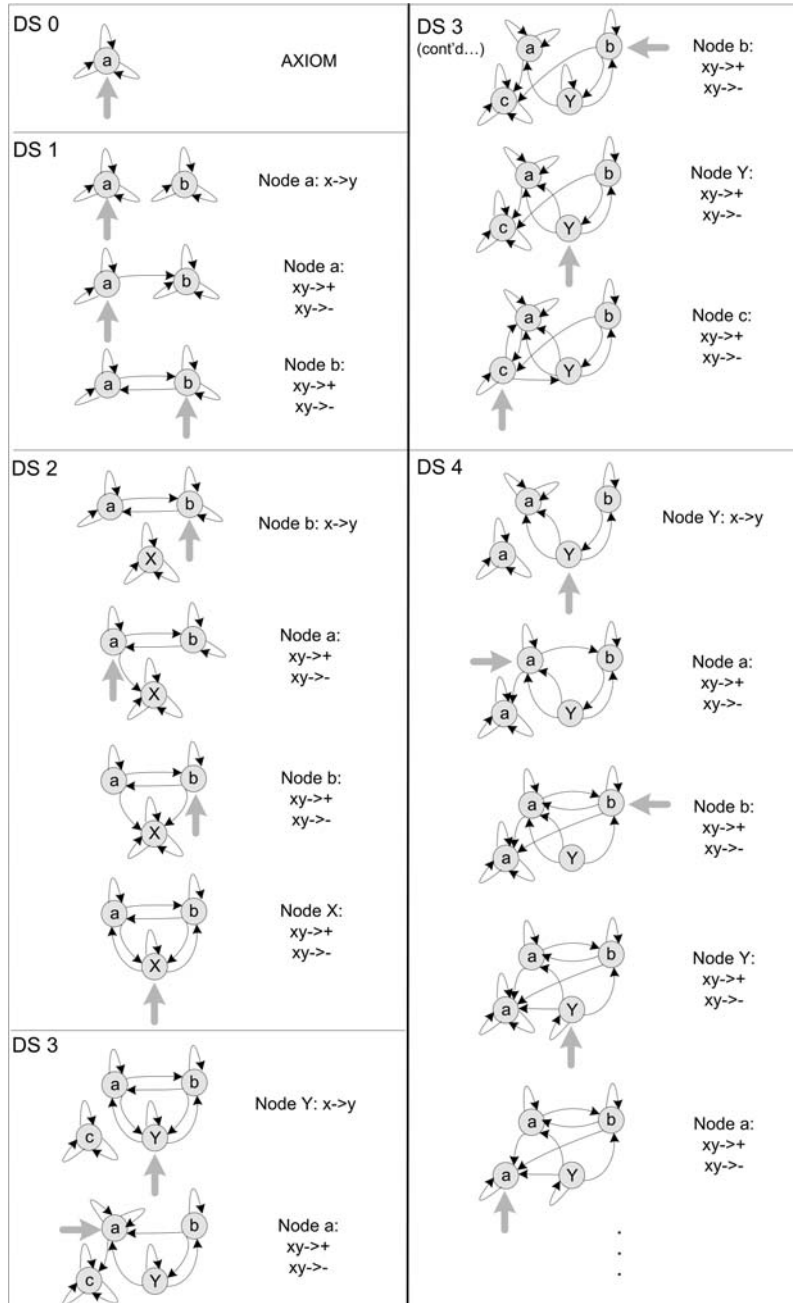 DS 0
a
AXIOM
DS 1
a
b
Node a: x->y
a
b
Node a:
xy->+
xy->-
a
b
Node b:
xy->+
xy->-
DS 2
a
b
X
Node b: x->y
a
b
X
Node a:
xy->+
xy->-
a
b
X
Node b:
xy->+
xy->-
a
b
X
Node X:
xy->+
xy->-
DS 3
a
b
c
Y
Node Y: x->y
a
b
c
Y
Node a:
xy->+
xy->-
DS 3
(cont'd...)
a
b
c
Y
Node b:
xy->+
xy->-
a
b
c
Y
Node Y:
xy->+
xy->-
a
b
c
Y
Node c:
xy->+
xy->-
DS 4
a
b
a
Y
Node Y: x->y
a
b
a
Y
Node a:
xy->+
xy->-
a
b
a
Y
Node b:
xy->+
xy->-
a
b
a
Y
Node Y:
xy->+
xy->-
a
b
a
Y
Node a:
xy->+
xy->-
.
.
.